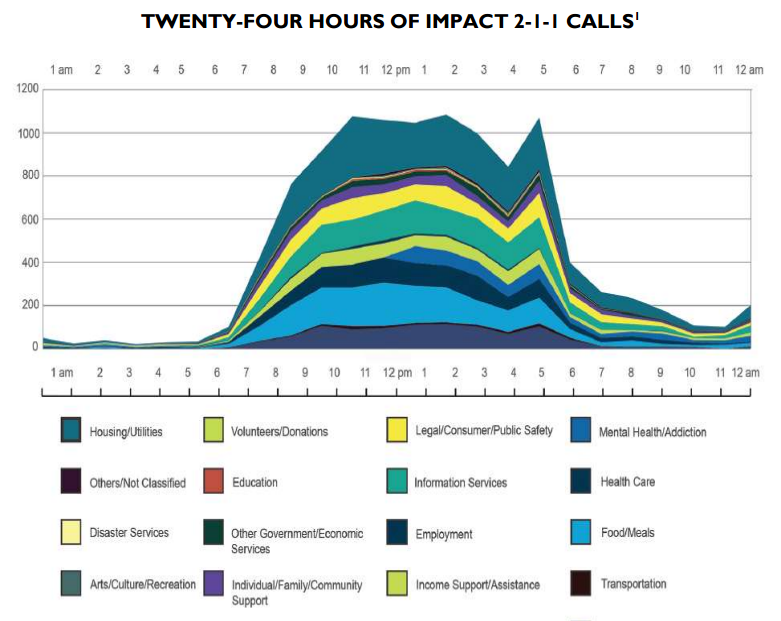 TWENTY-FOUR HOURS OF IMPACT 2-1-1 CALLS¹
1 am 2 3 4 5 6 7 8 9 10 11 12 pm 1 2 3 4 5 6 7 8 9 10 11 12 am
1200
1000
800
600
400
200
0
1 am 2 3 4 5 6 7 8 9 10 11 12 pm 1 2 3 4 5 6 7 8 9 10 11 12 am
Housing/Utilities Volunteers/Donations Legal/Consumer/Public Safety Mental Health/Addiction
Others/Not Classified Education Information Services Health Care
Disaster Services Other Government/Economic Employment Food/Meals
Services
Arts/Culture/Recreation Individual/Family/Community Income Support/Assistance Transportation
Support